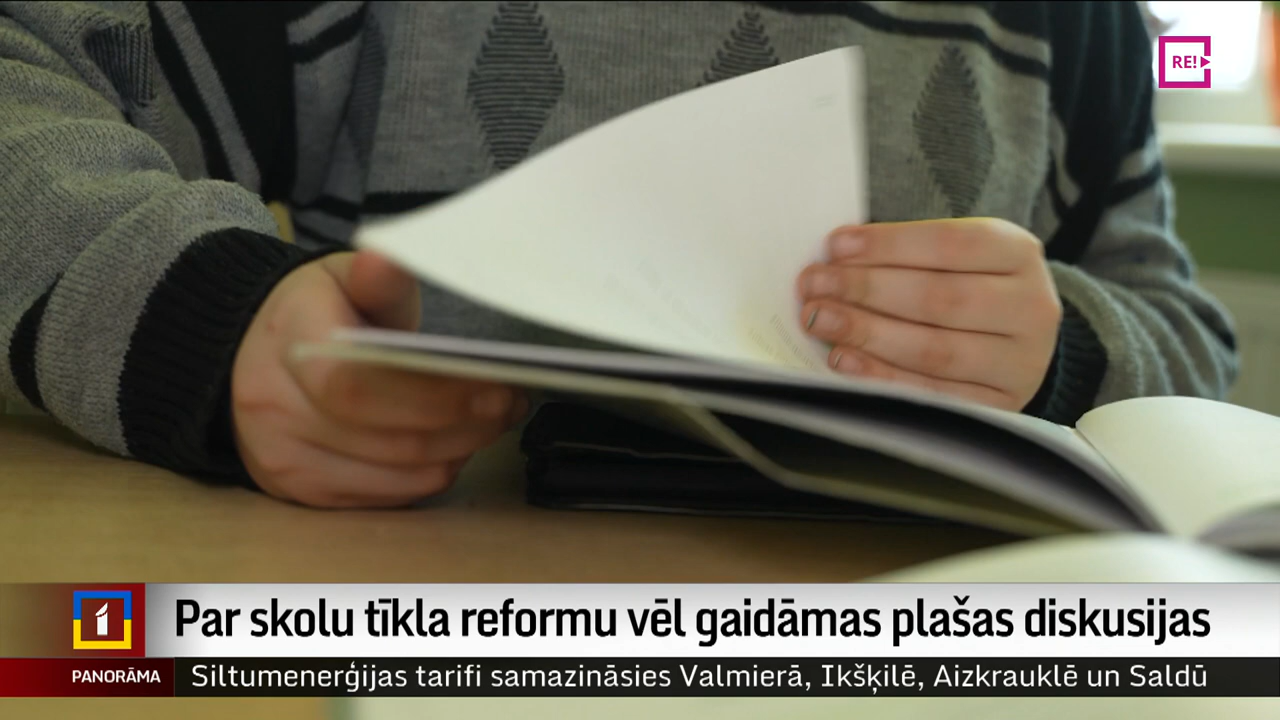 RE!
1
Par skolu tīkla reformu vēl gaidāmas plašas diskusijas
PANORĀMA
Siltumenerģijas tarifi samazināsies Valmierā, Ikšķilē, Aizkrauklē un Saldū